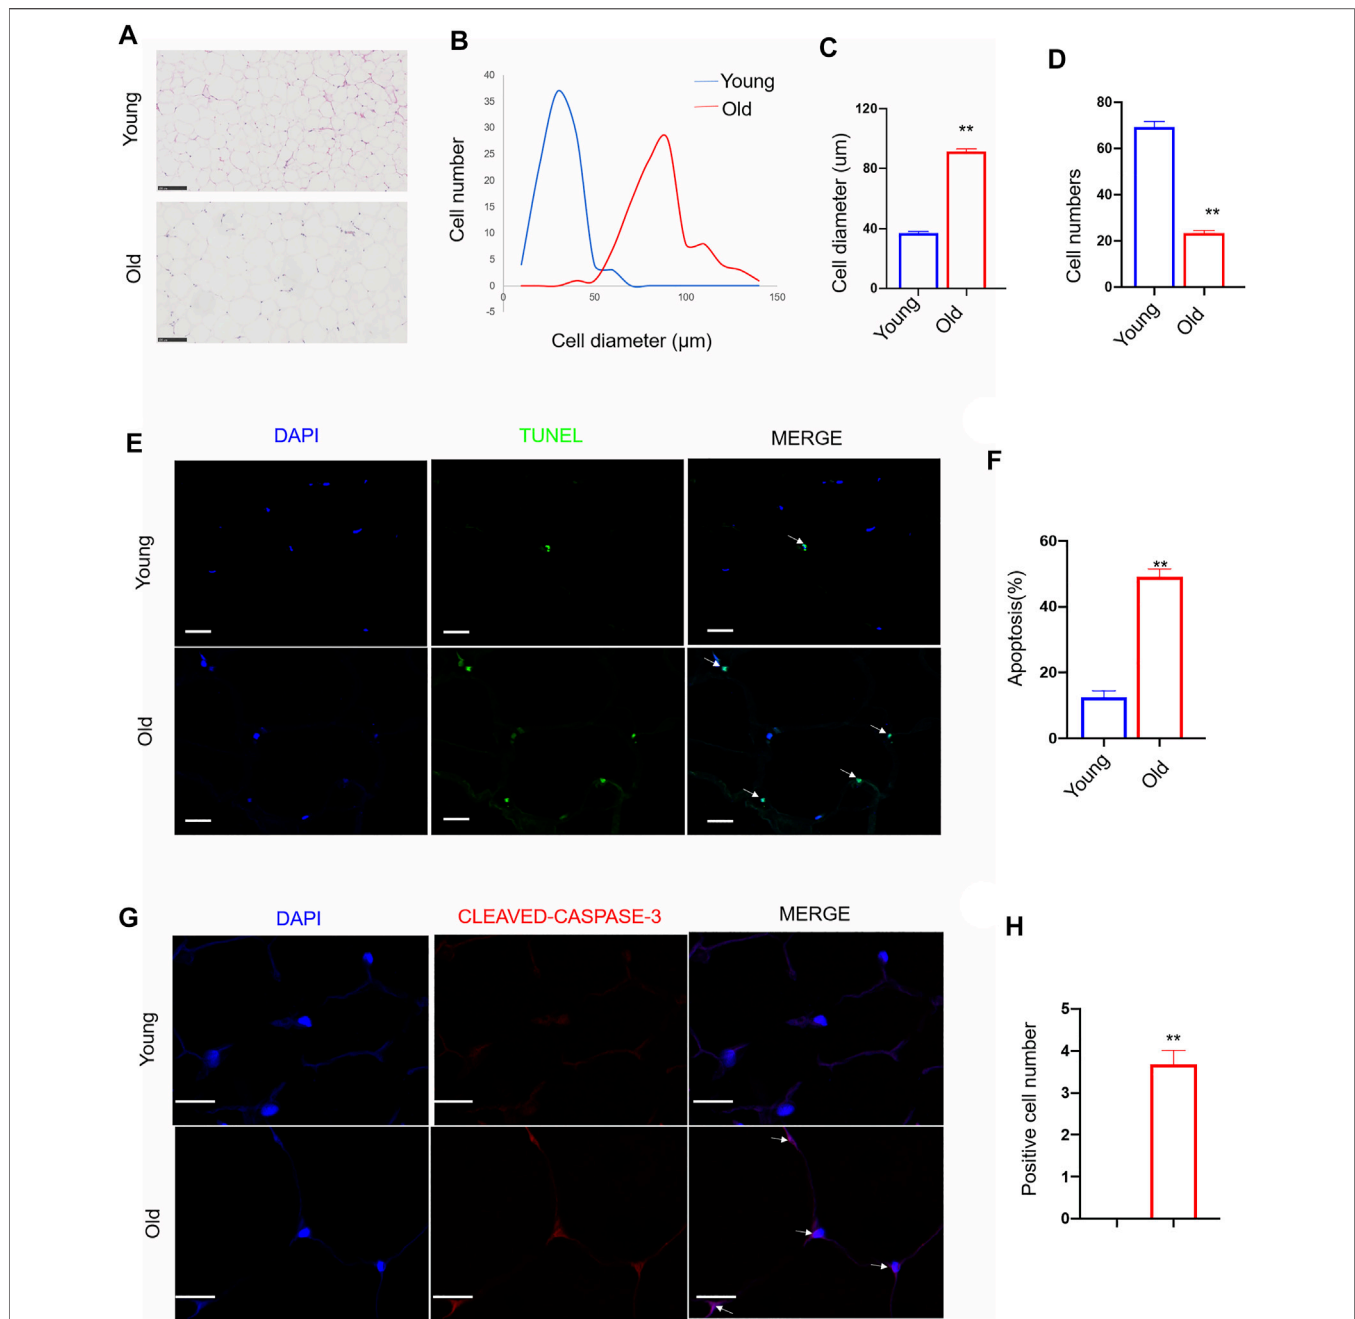 A
Young
Old
B
Cell number
40
35
30
25
20
15
10
5
0
-5
0
50
100
150
Cell diameter (µm)
Young
Old
C
Cell diameter (um)
120
80
40
0
**
Young
Old
D
Cell numbers
80
60
40
20
0
**
Young
Old
E
DAPI
TUNEL
MERGE
Young
Old
F
Apoptosis(%)
60
40
20
0
**
Young
Old
G
DAPI
CLEAVED-CASPASE-3
MERGE
Young
Old
H
Positive cell number
5
4
3
2
1
0
**